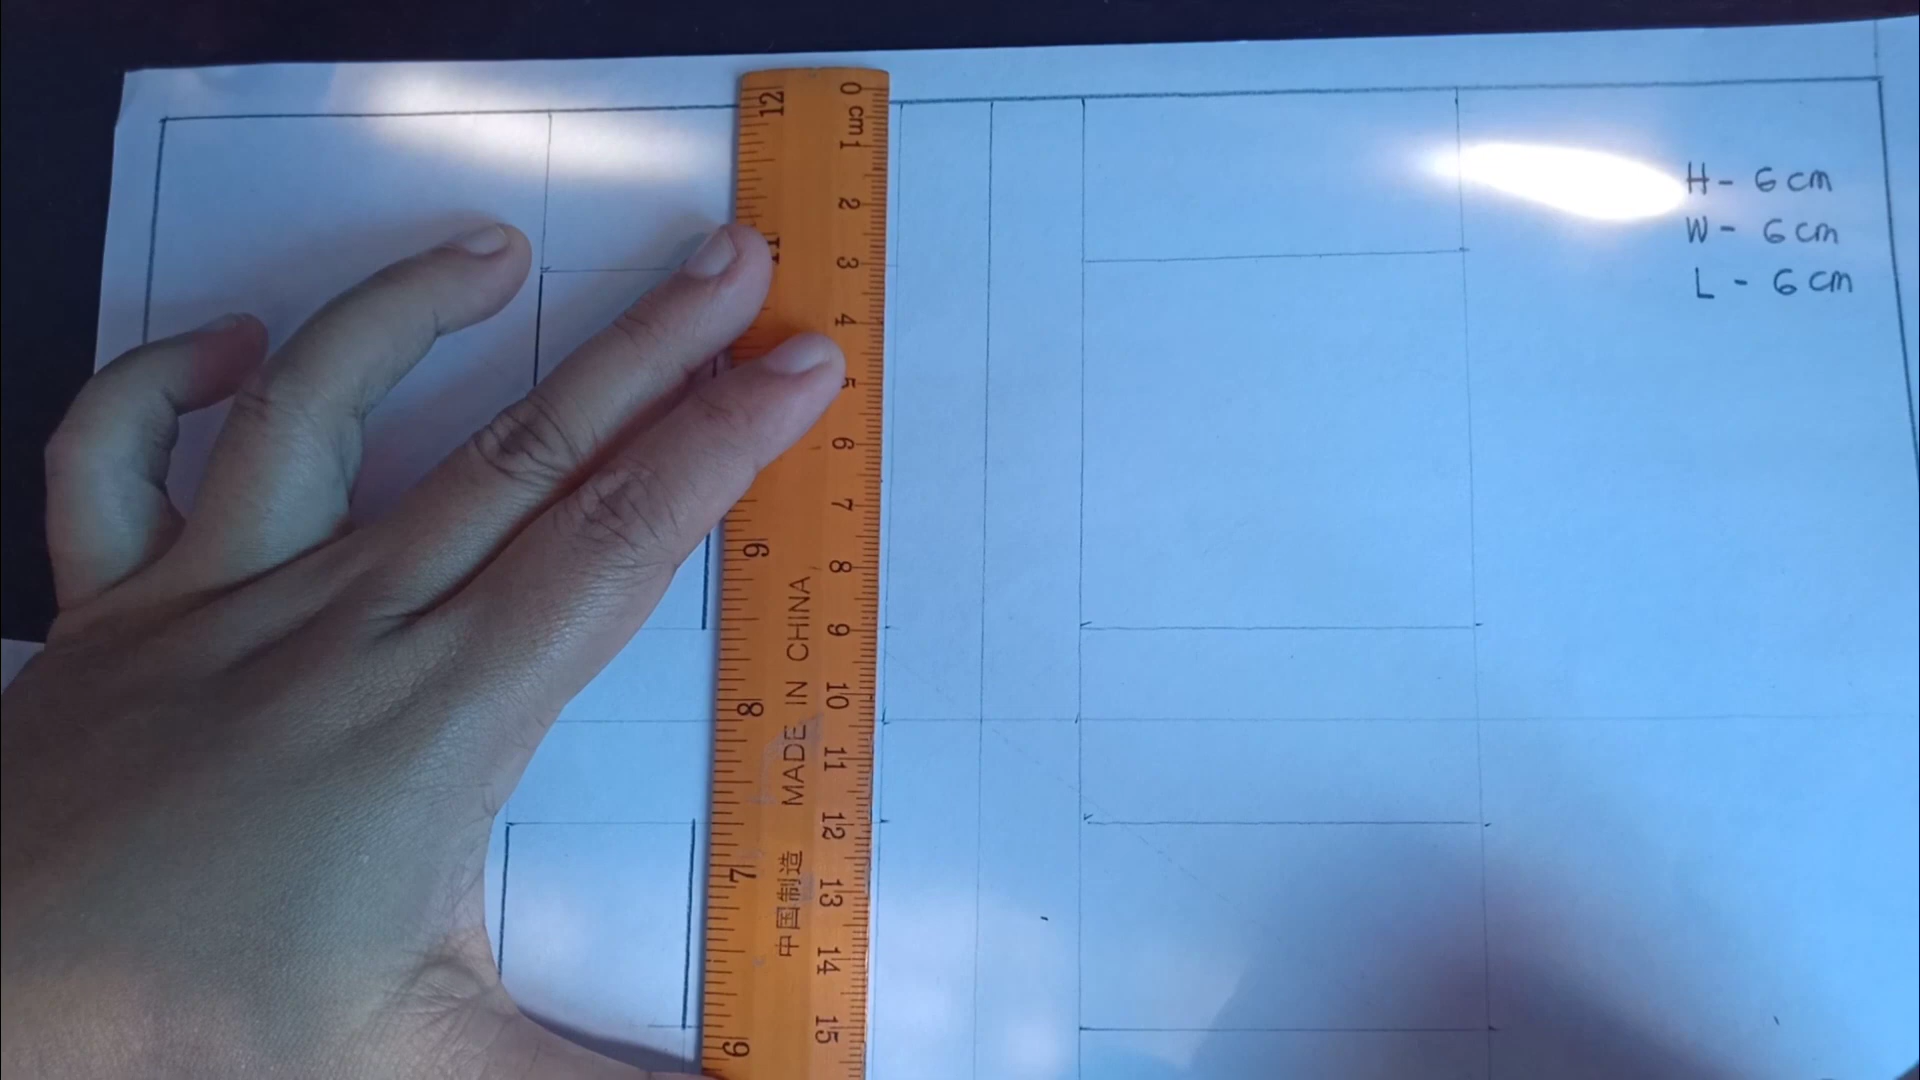 H - 6 cm
W - 6 cm
L - 6 cm
0 cm 1 2 3 4 5 6 7 8 9 10 11 12 13 14 15
12 11 9 8 7 6
中国制造 MADE IN CHINA